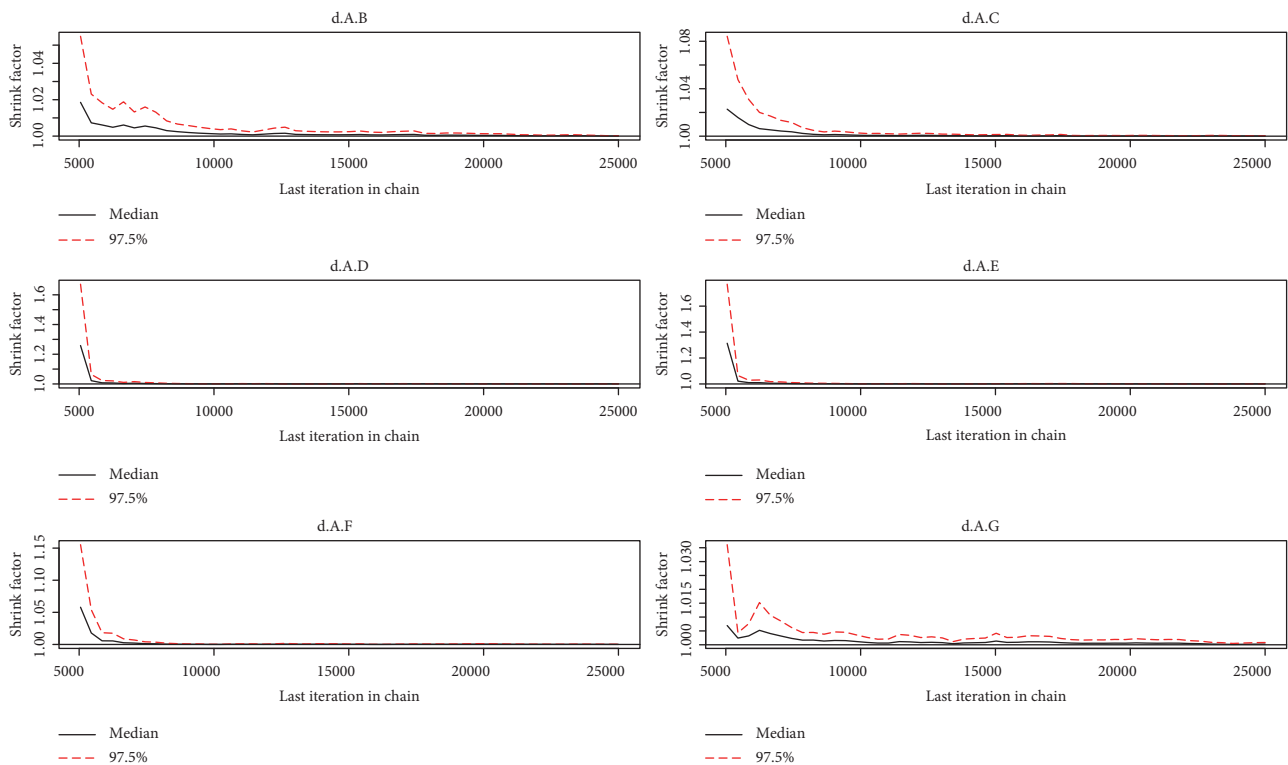 d.A.B
Shrink factor
1.00 1.02 1.04
5000 10000 15000 20000 25000
Last iteration in chain
Median
97.5%
d.A.C
Shrink factor
1.00 1.04 1.08
5000 10000 15000 20000 25000
Last iteration in chain
Median
97.5%
d.A.D
Shrink factor
1.0 1.2 1.4 1.6
5000 10000 15000 20000 25000
Last iteration in chain
Median
97.5%
d.A.E
Shrink factor
1.0 1.2 1.4 1.6
5000 10000 15000 20000 25000
Last iteration in chain
Median
97.5%
d.A.F
Shrink factor
1.00 1.05 1.10 1.15
5000 10000 15000 20000 25000
Last iteration in chain
Median
97.5%
d.A.G
Shrink factor
1.000 1.015 1.030
5000 10000 15000 20000 25000
Last iteration in chain
Median
97.5%